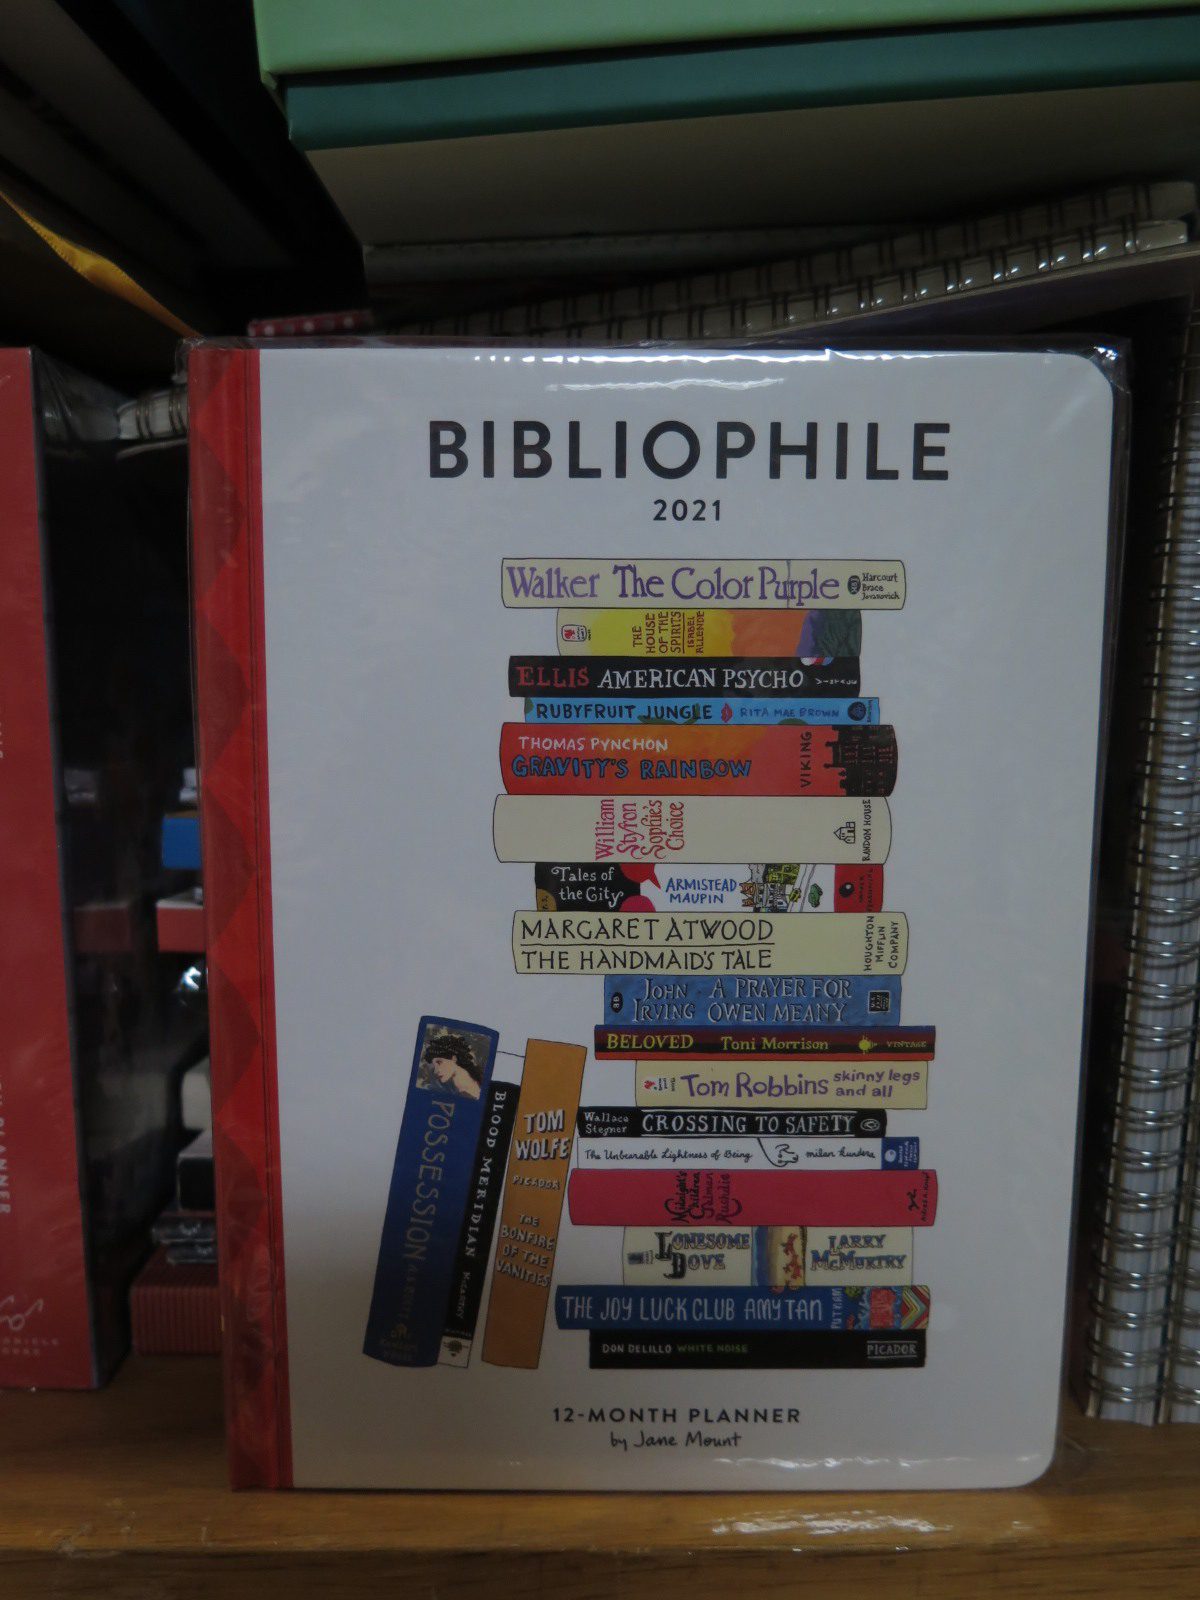 BIBLIOPHILE
2021
Walker The Color Purple
Harcourt
Brace
Jovanovich
THE
HOUSE
OF THE
SPIRITS
ISABEL
ALLENDE
ELLIS AMERICAN PSYCHO
RUBYFRUIT JUNGLE RITA MAE BROWN
THOMAS PYNCHON
GRAVITY'S RAINBOW
VIKING
William
Styron
Sophie's
Choice
RANDOM HOUSE
Tales of
the City
ARMISTEAD
MAUPIN
MARGARET ATWOOD
THE HANDMAID'S TALE
HOUGHTON
MIFFLIN
COMPANY
JOHN
IRVING
A PRAYER FOR
OWEN MEANY
BELOVED Toni Morrison VINTAGE
Tom Robbins skinny legs
and all
Wallace
Stegner
CROSSING TO SAFETY
The Unbearable Lightness of Being milan kundera
Midnight's
Children
Salman
Rushdie
LONESOME
DOVE
LARRY
McMURTRY
THE JOY LUCK CLUB AMY TAN
PUTNAM
DON DELILLO WHITE NOISE PICADOR
POSSESSION
BLOOD MERIDIAN
McCARTHY
TOM
WOLFE
PICADOR
THE
BONFIRE
OF THE
VANITIES
12-MONTH PLANNER
by Jane Mount